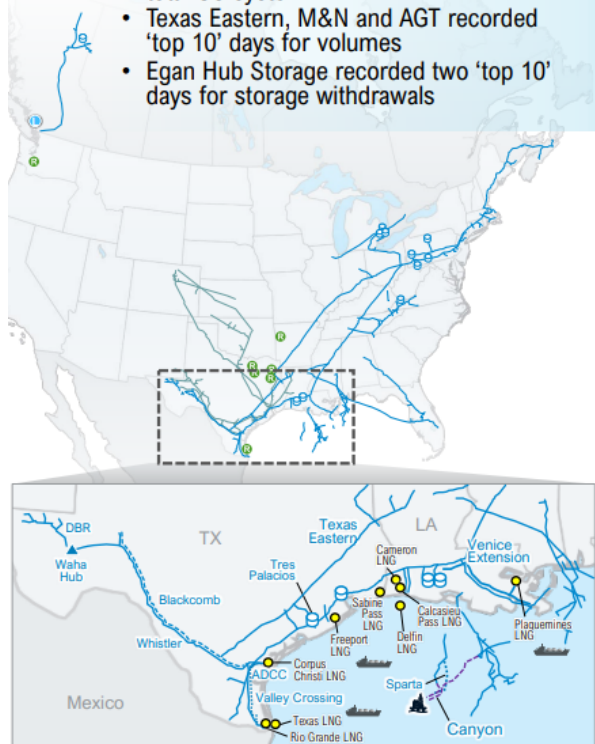 • Texas Eastern, M&N and AGT recorded
‘top 10’ days for volumes
• Egan Hub Storage recorded two ‘top 10’
days for storage withdrawals
L
R
R
R
R
R
R
R
DBR
Waha
Hub
TX
Texas
Eastern
LA
Venice
Extension
Cameron
LNG
Tres
Palacios
Blackcomb
Sabine
Pass
LNG
Calcasieu
Pass LNG
Plaquemines
LNG
Whistler
Freeport
LNG
Delfin
LNG
ADCC
Corpus
Christi LNG
Sparta
Mexico
Valley Crossing
Texas LNG
Rio Grande LNG
Canyon